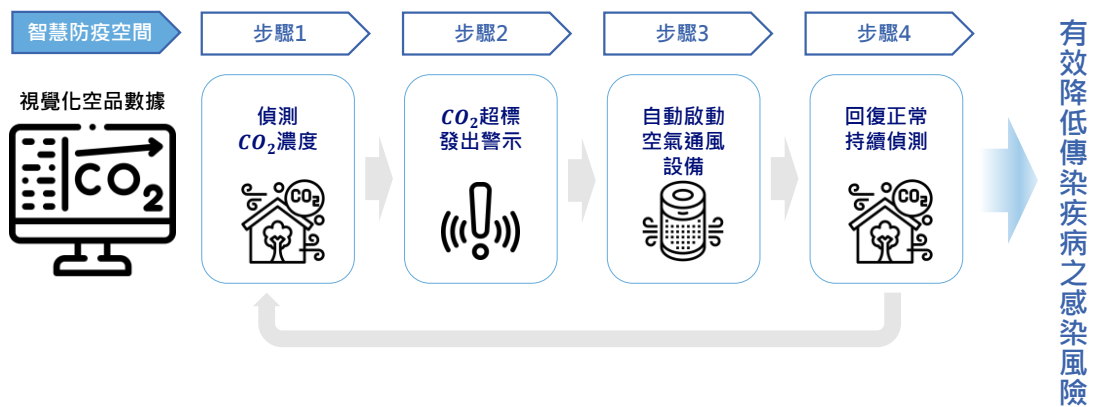 智慧防疫空間
步驟1
步驟2
步驟3
步驟4
視覺化空品數據
CO2
偵測
CO₂濃度
CO2
CO₂超標
發出警示
自動啟動
空氣通風
設備
回復正常
持續偵測
CO2
有效降低傳染疾病之感染風險